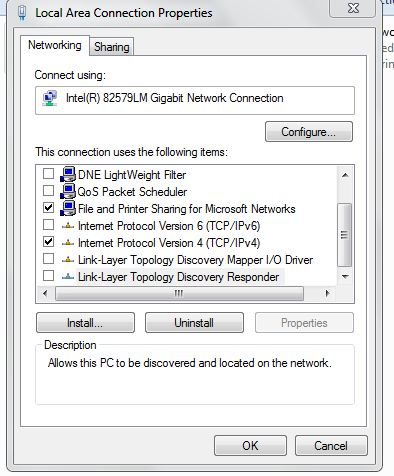 Local Area Connection Properties
Networking
Sharing
Connect using:
Intel(R) 82579LM Gigabit Network Connection
Configure...
This connection uses the following items:
DNE LightWeight Filter
QoS Packet Scheduler
File and Printer Sharing for Microsoft Networks
Internet Protocol Version 6 (TCP/IPv6)
Internet Protocol Version 4 (TCP/IPv4)
Link-Layer Topology Discovery Mapper I/O Driver
Link-Layer Topology Discovery Responder
Install...
Uninstall
Properties
Description
Allows this PC to be discovered and located on the network.
OK
Cancel